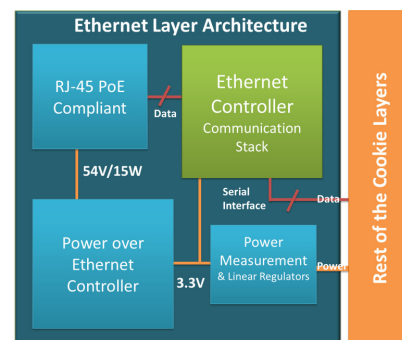 Ethernet Layer Architecture
RJ-45 PoE
Compliant
Data
Ethernet
Controller
Communication
Stack
54V/15W
Serial
Interface
Data
Power over
Ethernet
Controller
3.3V
Power
Measurement
& Linear Regulators
Power
Rest of the Cookie Layers